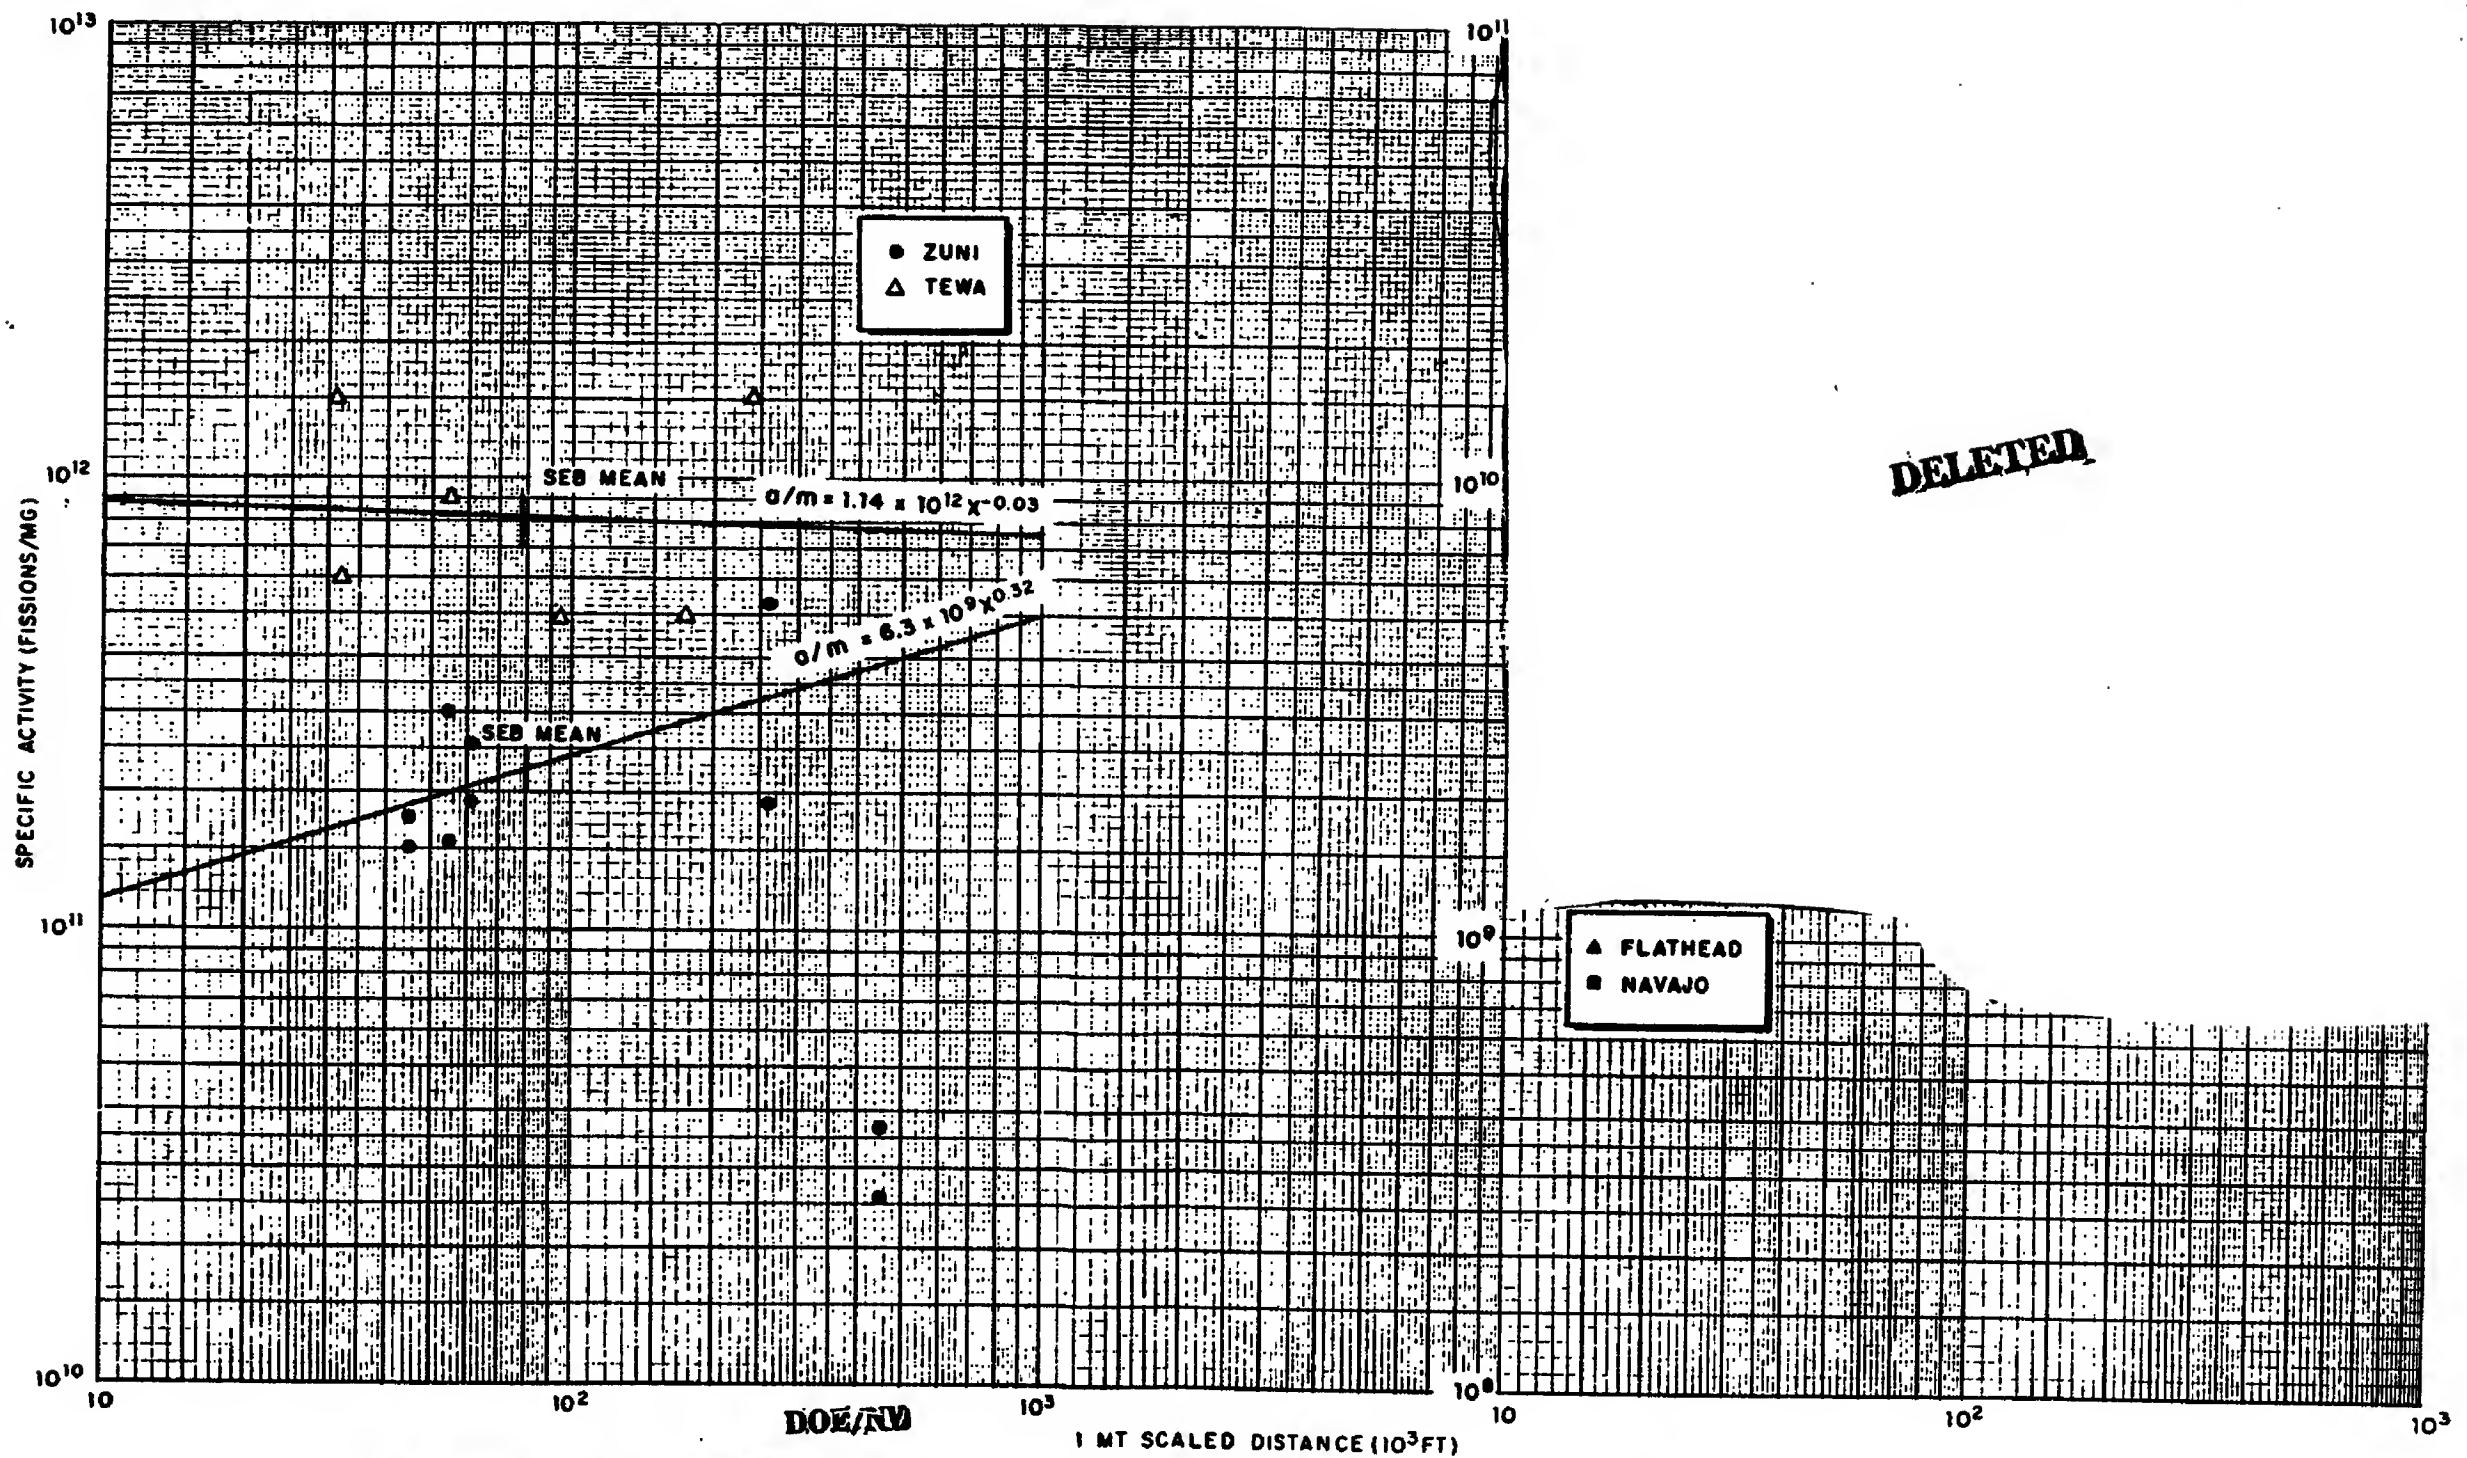 10¹³
10¹²
10¹¹
10¹⁰
SPECIFIC ACTIVITY (FISSIONS/MG)
● ZUNI
△ TEWA
SEB MEAN
a/m = 1.14 x 10¹² x⁻⁰·⁰³
a/m = 6.3 x 10⁹ x⁰·³²
SEB MEAN
10
10²
10³
DOE/NV
1 MT SCALED DISTANCE (10³FT)
10¹¹
10¹⁰
10⁹
10⁸
DELETED
▲ FLATHEAD
■ NAVAJO
10
10²
10³